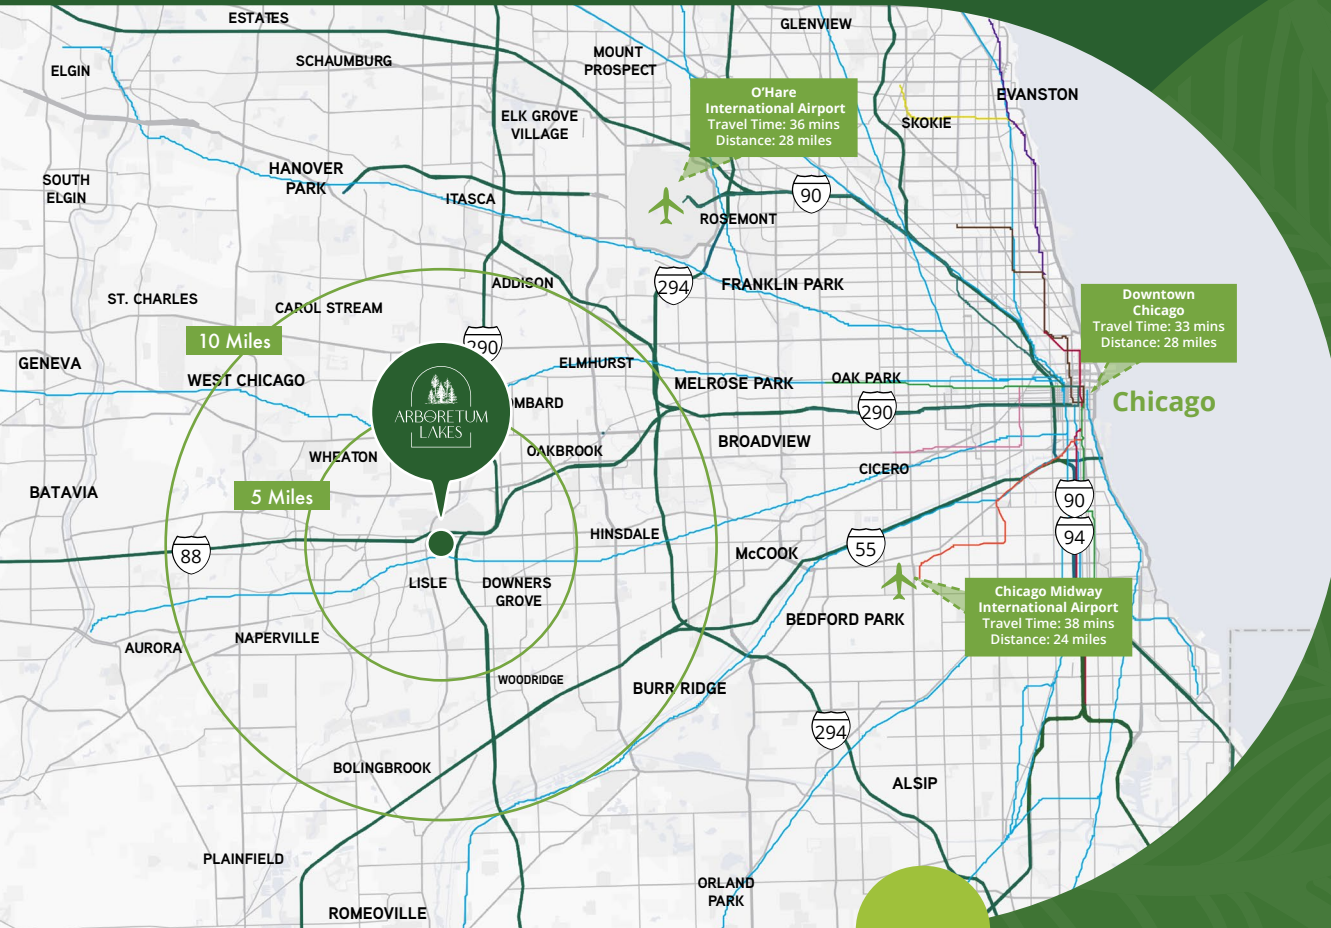 ESTATES
GLENVIEW
MOUNT
PROSPECT
SCHAUMBURG
ELGIN
O'Hare
International Airport
Travel Time: 36 mins
Distance: 28 miles
EVANSTON
SKOKIE
ELK GROVE
VILLAGE
HANOVER
PARK
SOUTH
ELGIN
ITASCA
90
ROSEMONT
ADDISON
294
FRANKLIN PARK
ST. CHARLES
CAROL STREAM
Downtown
Chicago
Travel Time: 33 mins
Distance: 28 miles
10 Miles
290
GENEVA
ELMHURST
WEST CHICAGO
MELROSE PARK
OAK PARK
ARBORETUM
LAKES
OMBARD
290
Chicago
BROADVIEW
WHEATON
OAKBROOK
CICERO
BATAVIA
5 Miles
90
94
HINSDALE
88
McCOOK
55
LISLE
DOWNERS
GROVE
Chicago Midway
International Airport
Travel Time: 38 mins
Distance: 24 miles
BEDFORD PARK
NAPERVILLE
AURORA
WOODRIDGE
BURR RIDGE
294
BOLINGBROOK
ALSIP
PLAINFIELD
ORLAND
PARK
ROMEOVILLE